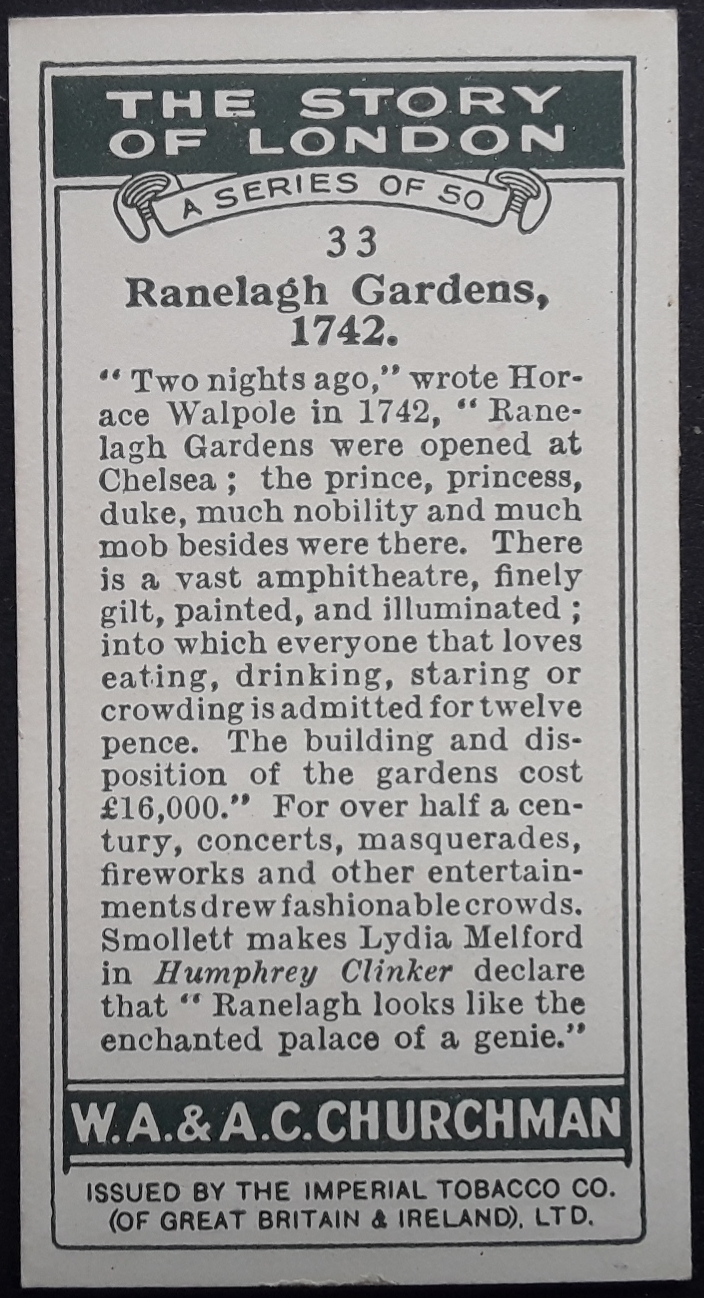 THE STORY
OF LONDON
A SERIES OF 50
33
Ranelagh Gardens,
1742.
“ Two nights ago,” wrote Hor-
ace Walpole in 1742, “ Rane-
lagh Gardens were opened at
Chelsea ; the prince, princess,
duke, much nobility and much
mob besides were there. There
is a vast amphitheatre, finely
gilt, painted, and illuminated ;
into which everyone that loves
eating, drinking, staring or
crowding is admitted for twelve
pence. The building and dis-
position of the gardens cost
£16,000.” For over half a cen-
tury, concerts, masquerades,
fireworks and other entertain-
ments drew fashionable crowds.
Smollett makes Lydia Melford
in Humphrey Clinker declare
that “ Ranelagh looks like the
enchanted palace of a genie.”
W.A.& A.C.CHURCHMAN
ISSUED BY THE IMPERIAL TOBACCO CO.
(OF GREAT BRITAIN & IRELAND), LTD.